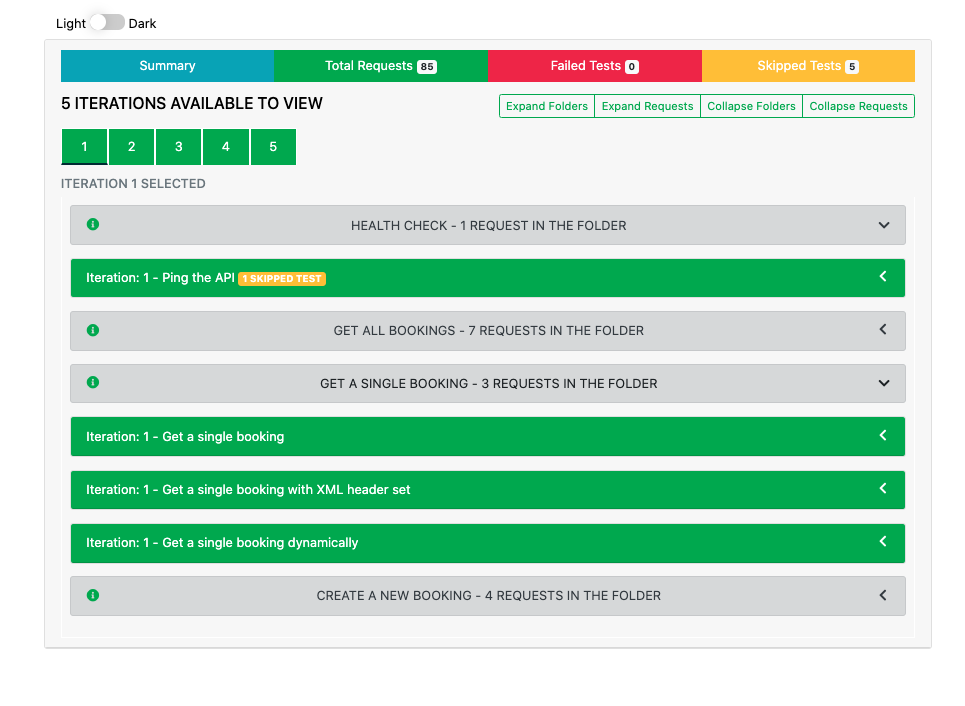 Light Dark
Summary Total Requests 85 Failed Tests 0 Skipped Tests 5
5 ITERATIONS AVAILABLE TO VIEW
Expand Folders Expand Requests Collapse Folders Collapse Requests
1 2 3 4 5
ITERATION 1 SELECTED
HEALTH CHECK - 1 REQUEST IN THE FOLDER
Iteration: 1 - Ping the API 1 SKIPPED TEST
GET ALL BOOKINGS - 7 REQUESTS IN THE FOLDER
GET A SINGLE BOOKING - 3 REQUESTS IN THE FOLDER
Iteration: 1 - Get a single booking
Iteration: 1 - Get a single booking with XML header set
Iteration: 1 - Get a single booking dynamically
CREATE A NEW BOOKING - 4 REQUESTS IN THE FOLDER